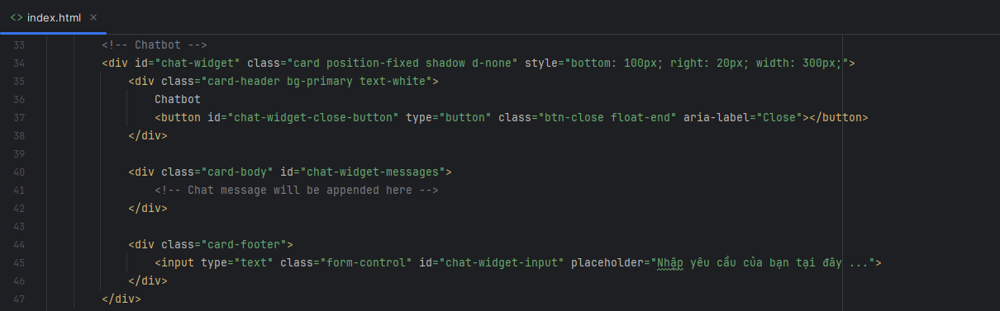 <> index.html ×
33 <!-- Chatbot -->
34 <div id="chat-widget" class="card position-fixed shadow d-none" style="bottom: 100px; right: 20px; width: 300px;">
35 <div class="card-header bg-primary text-white">
36 Chatbot
37 <button id="chat-widget-close-button" type="button" class="btn-close float-end" aria-label="Close"></button>
38 </div>
39
40 <div class="card-body" id="chat-widget-messages">
41 <!-- Chat message will be appended here -->
42 </div>
43
44 <div class="card-footer">
45 <input type="text" class="form-control" id="chat-widget-input" placeholder="Nhập yêu cầu của bạn tại đây ...">
46 </div>
47 </div>